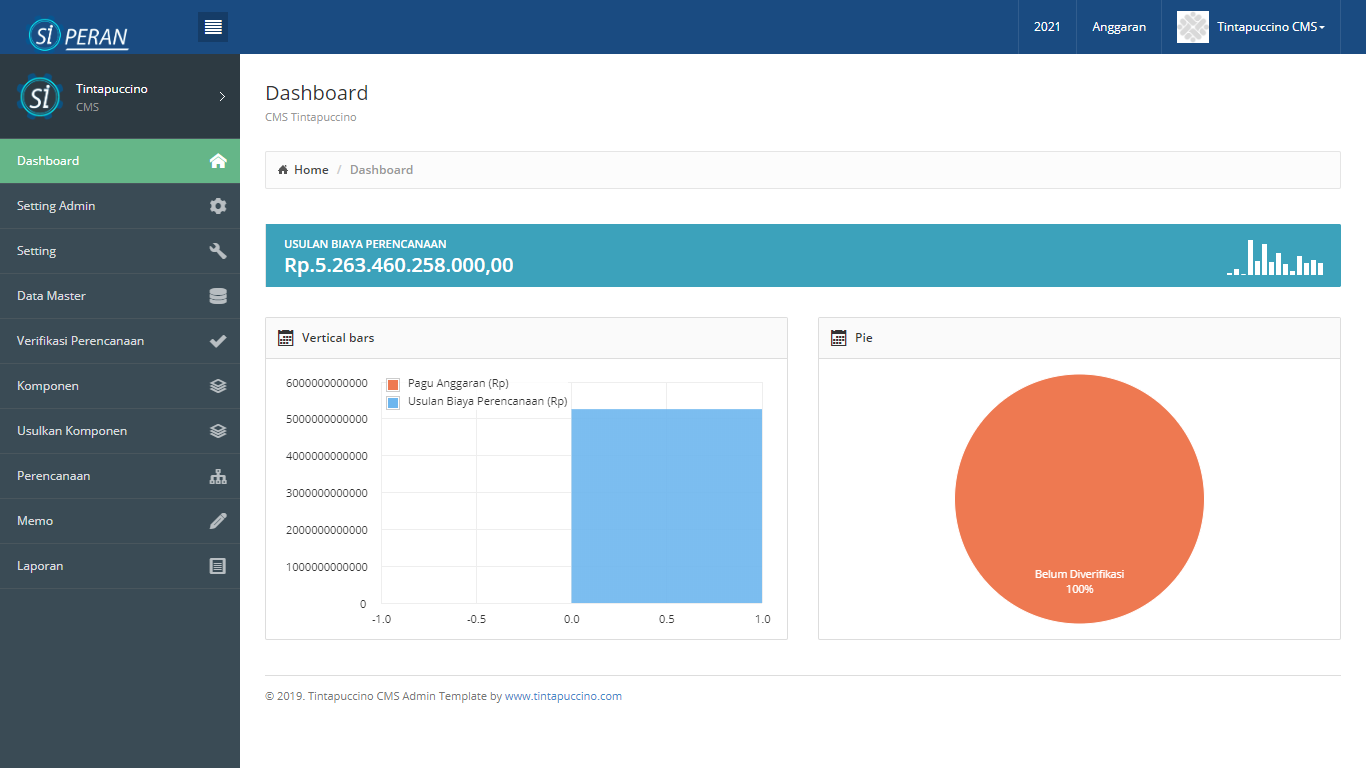 Si PERAN
2021
Anggaran
Tintapuccino CMS
Si
Tintapuccino
CMS
Dashboard
Setting Admin
Setting
Data Master
Verifikasi Perencanaan
Komponen
Usulkan Komponen
Perencanaan
Memo
Laporan
Dashboard
CMS Tintapuccino
Home / Dashboard
USULAN BIAYA PERENCANAAN
Rp.5.263.460.258.000,00
Vertical bars
Pagu Anggaran (Rp)
Usulan Biaya Perencanaan (Rp)
6000000000000
5000000000000
4000000000000
3000000000000
2000000000000
1000000000000
0
-1.0 -0.5 0.0 0.5 1.0
Pie
Belum Diverifikasi
100%
© 2019. Tintapuccino CMS Admin Template by www.tintapuccino.com